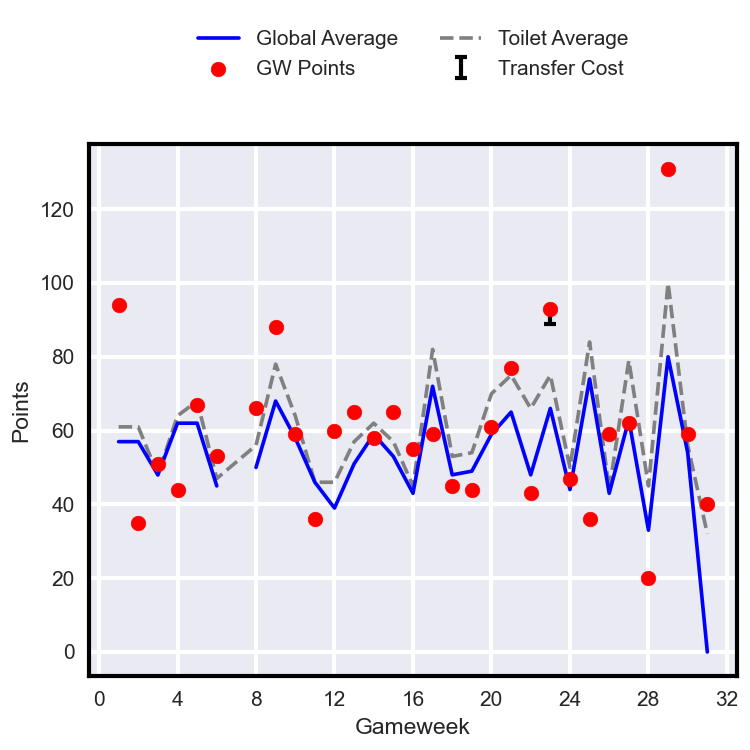 Global Average
Toilet Average
GW Points
Transfer Cost
120
100
80
60
40
20
0
Points
0 4 8 12 16 20 24 28 32
Gameweek